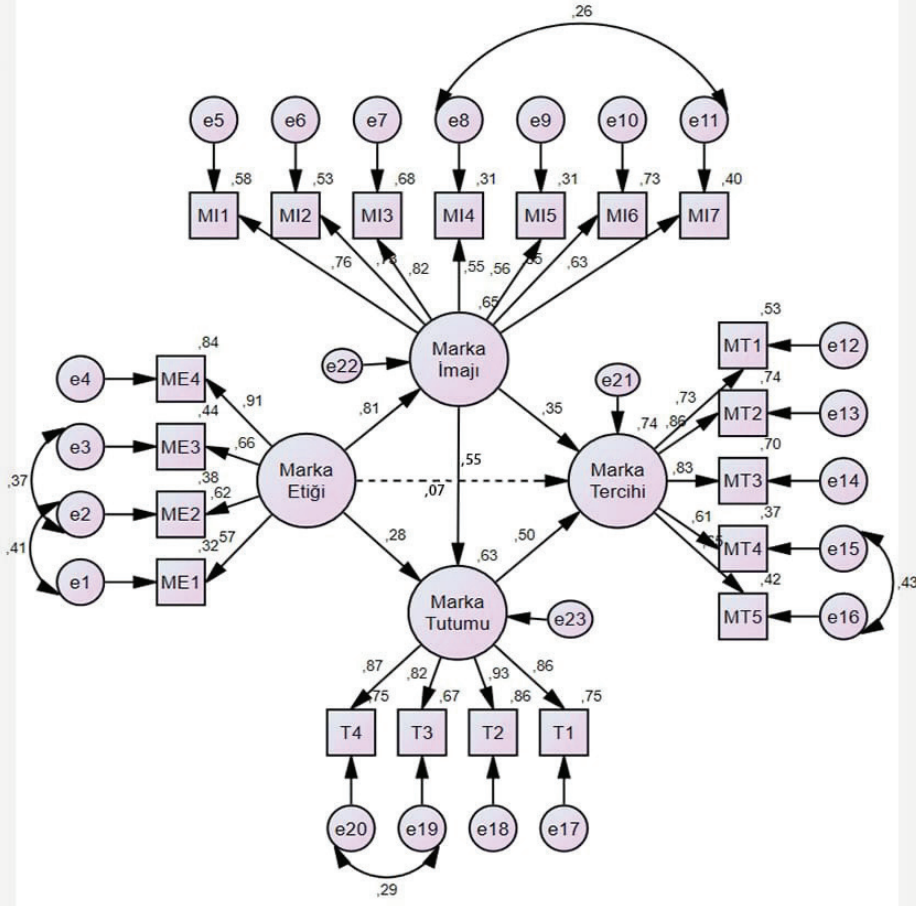 ,26
e5 e6 e7 e8 e9 e10 e11
,58 ,53 ,68 ,31 ,31 ,73 ,40
MI1 MI2 MI3 MI4 MI5 MI6 MI7
,76 ,82 ,55 ,56 ,63
,65
Marka
İmajı
e22
,81
,35
,55
,84
e4 ME4
,91
,44
e3 ME3
,66
,37
,38
e2 ME2
,62
,41
,32 ,57
e1 ME1
Marka
Etiği
,07
,28
,50
e21
,74
Marka
Tercihi
,53
MT1 e12
,73
,74
MT2 e13
,86
,70
,83
MT3 e14
,61
,37
MT4 e15
,42
MT5 e16
,43
,63
Marka
Tutumu
e23
,87 ,82 ,93 ,86
,75 ,67 ,86 ,75
T4 T3 T2 T1
e20 e19 e18 e17
,29